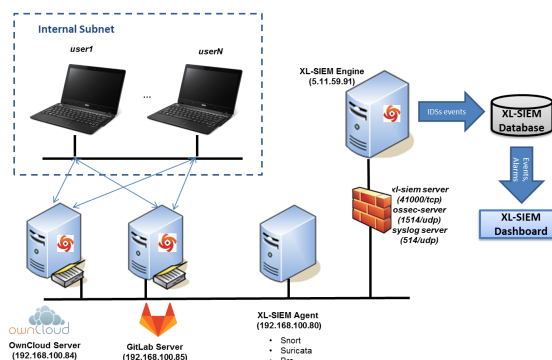 Internal Subnet
user1
...
userN
XL-SIEM Engine
(5.11.59.91)
IDSs events
XL-SIEM
Database
Events,
Alarms
XL-SIEM
Dashboard
xl-siem server
(41000/tcp)
ossec-server
(1514/udp)
syslog server
(514/udp)
ownCloud
OwnCloud Server
(192.168.100.84)
GitLab Server
(192.168.100.85)
XL-SIEM Agent
(192.168.100.80)
• Snort
• Suricata